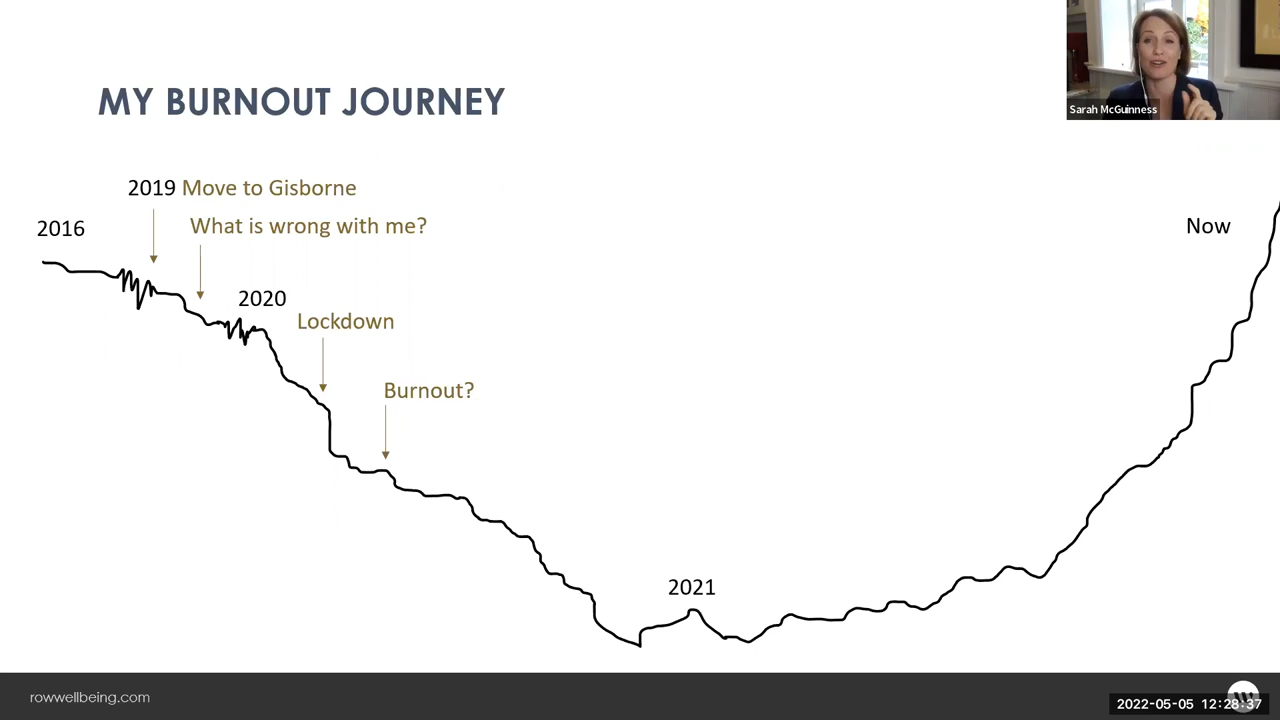 Sarah McGuinness
MY BURNOUT JOURNEY
2019 Move to Gisborne
2016
What is wrong with me?
Now
2020
Lockdown
Burnout?
2021
rowwellbeing.com
2022-05-05 12:28:37